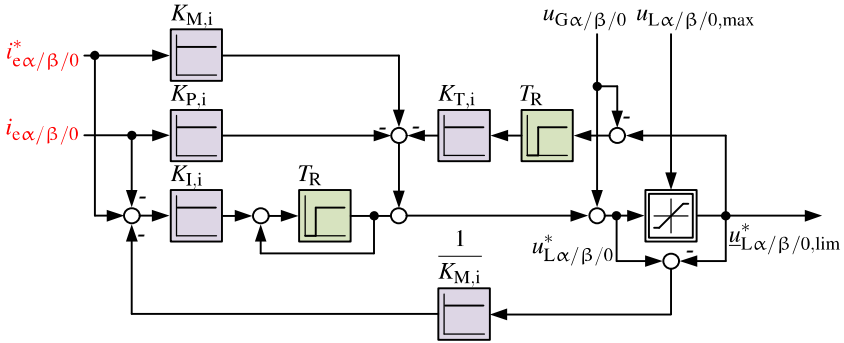 K_M,i
u_Gα/β/0 u_Lα/β/0,max
i*_eα/β/0
K_P,i K_T,i T_R
i_eα/β/0
-
-
-
-
K_I,i T_R
-
-
u*_Lα/β/0 u*_Lα/β/0,lim
-
1
K_M,i